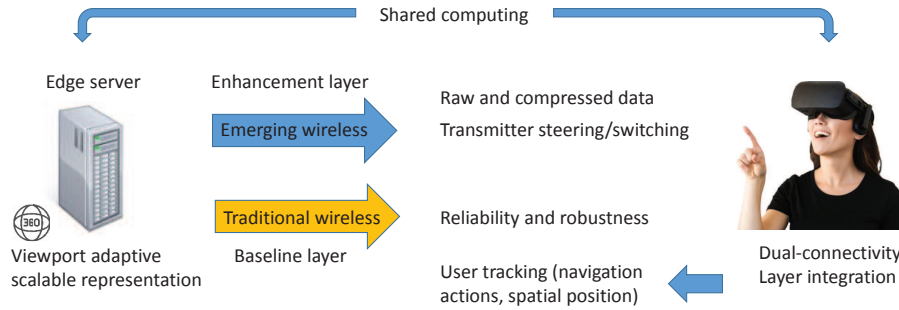 Shared computing
Edge server
Enhancement layer
Emerging wireless
Raw and compressed data
Transmitter steering/switching
360
Traditional wireless
Reliability and robustness
Viewport adaptive
scalable representation
Baseline layer
User tracking (navigation
actions, spatial position)
Dual-connectivity
Layer integration